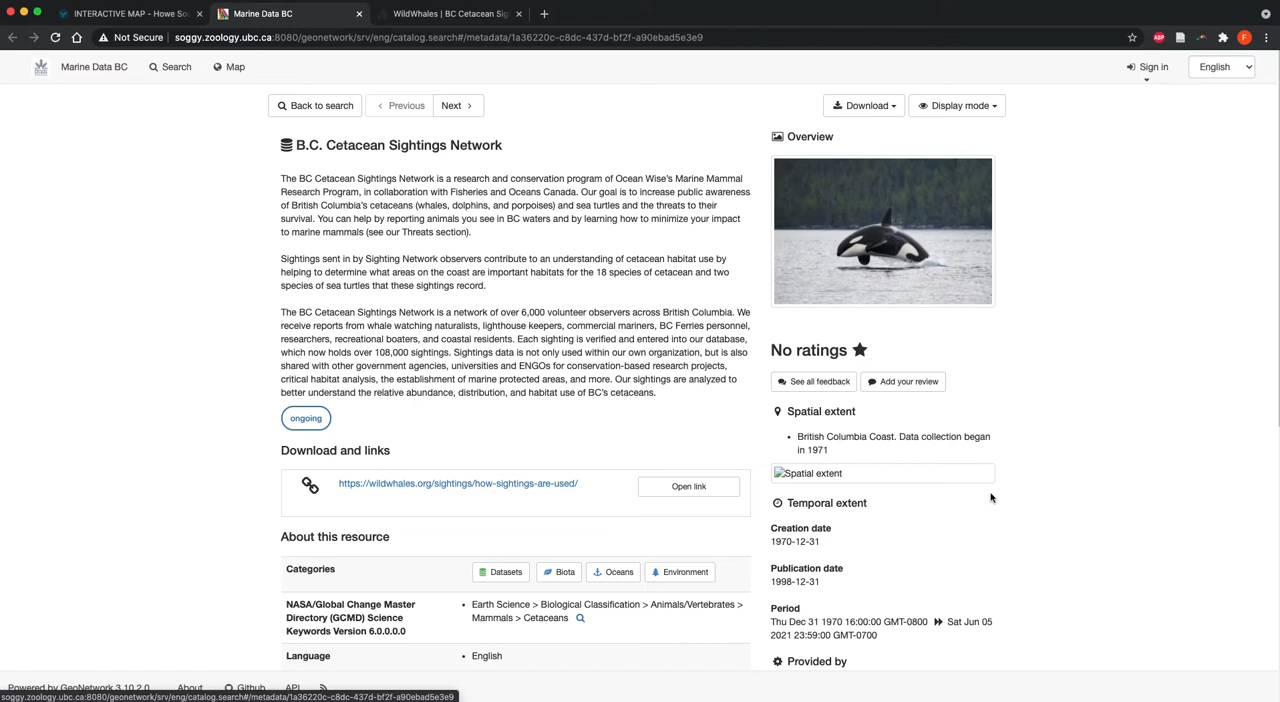 INTERACTIVE MAP - Howe So
Marine Data BC
WildWhales | BC Cetacean Sig
Not Secure
soggy.zoology.ubc.ca:8080/geonetwork/srv/eng/catalog.search#/metadata/1a36220c-c8dc-437d-bf2f-a90ebad5e3e9
ABP
F
Marine Data BC
Search
Map
Sign in
English
Back to search
Previous
Next
Download
Display mode
B.C. Cetacean Sightings Network
The BC Cetacean Sightings Network is a research and conservation program of Ocean Wise's Marine Mammal
Research Program, in collaboration with Fisheries and Oceans Canada. Our goal is to increase public awareness
of British Columbia's cetaceans (whales, dolphins, and porpoises) and sea turtles and the threats to their
survival. You can help by reporting animals you see in BC waters and by learning how to minimize your impact
to marine mammals (see our Threats section).
Sightings sent in by Sighting Network observers contribute to an understanding of cetacean habitat use by
helping to determine what areas on the coast are important habitats for the 18 species of cetacean and two
species of sea turtles that these sightings record.
The BC Cetacean Sightings Network is a network of over 6,000 volunteer observers across British Columbia. We
receive reports from whale watching naturalists, lighthouse keepers, commercial mariners, BC Ferries personnel,
researchers, recreational boaters, and coastal residents. Each sighting is verified and entered into our database,
which now holds over 108,000 sightings. Sightings data is not only used within our own organization, but is also
shared with other government agencies, universities and ENGOs for conservation-based research projects,
critical habitat analysis, the establishment of marine protected areas, and more. Our sightings are analyzed to
better understand the relative abundance, distribution, and habitat use of BC's cetaceans.
ongoing
Download and links
https://wildwhales.org/sightings/how-sightings-are-used/
Open link
About this resource
Categories
Datasets
Biota
Oceans
Environment
NASA/Global Change Master
Directory (GCMD) Science
Keywords Version 6.0.0.0.0
Earth Science > Biological Classification > Animals/Vertebrates >
Mammals > Cetaceans
Language
English
Overview
No ratings
See all feedback
Add your review
Spatial extent
British Columbia Coast. Data collection began
in 1971
Spatial extent
Temporal extent
Creation date
1970-12-31
Publication date
1998-12-31
Period
Thu Dec 31 1970 16:00:00 GMT-0800
Sat Jun 05
2021 23:59:00 GMT-0700
Provided by
Powered by GeoNetwork 3.10.2.0
About
Github
API
soggy.zoology.ubc.ca:8080/geonetwork/srv/eng/catalog.search#/metadata/1a36220c-c8dc-437d-bf2f-a90ebad5e3e9